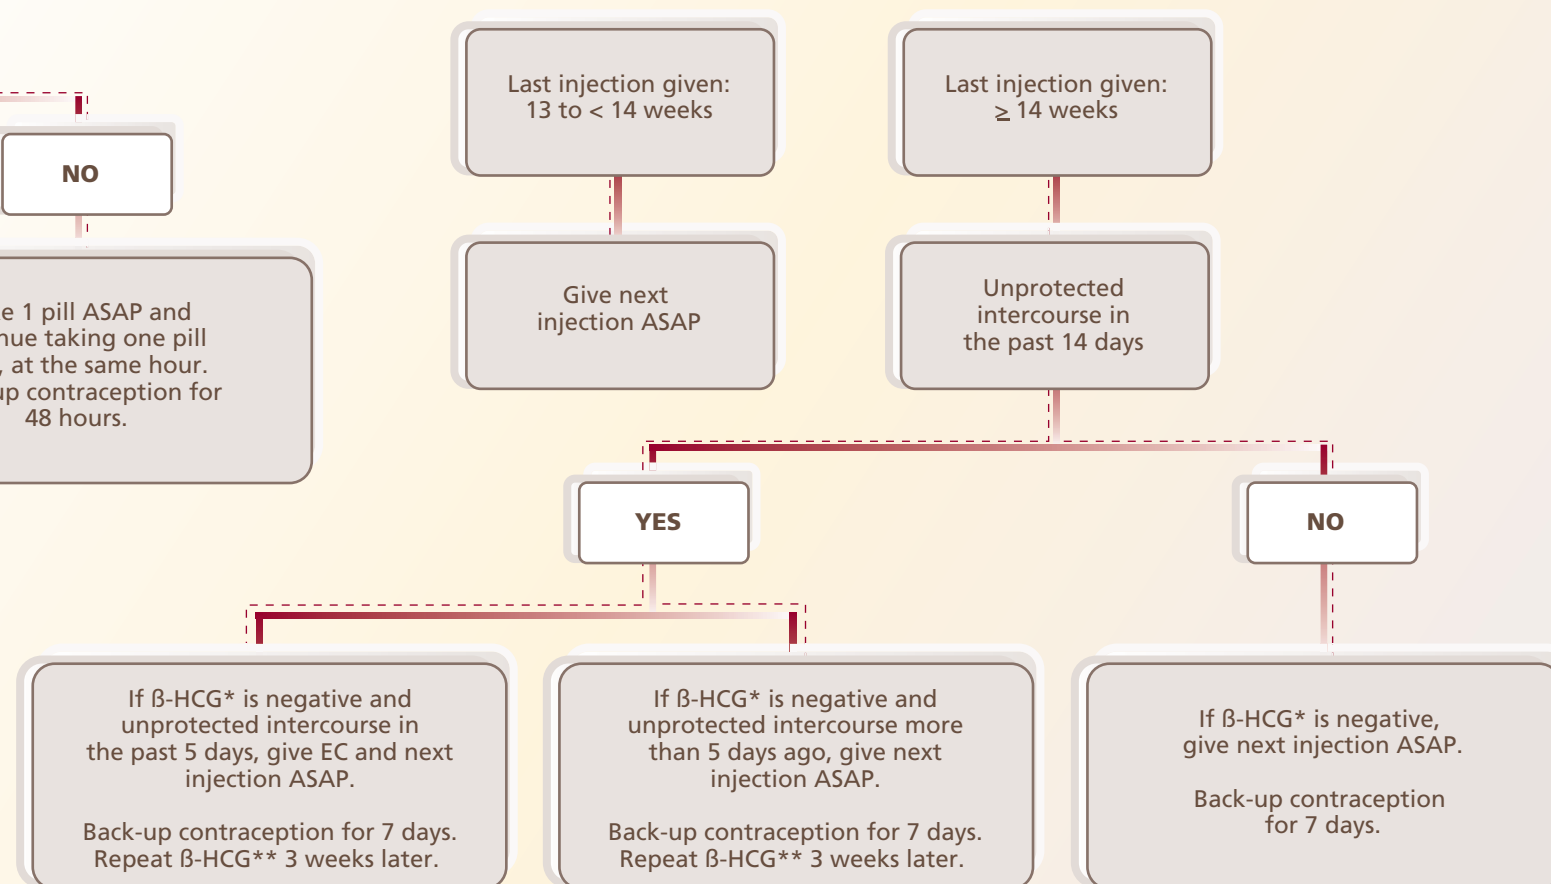 Last injection given:
13 to < 14 weeks
Last injection given:
≥ 14 weeks
NO
1 pill ASAP and
taking one pill
at the same hour.
contraception for
48 hours.
Give next
injection ASAP
Unprotected
intercourse in
the past 14 days
YES
NO
If ß-HCG* is negative and
unprotected intercourse in
the past 5 days, give EC and next
injection ASAP.
Back-up contraception for 7 days.
Repeat ß-HCG** 3 weeks later.
If ß-HCG* is negative and
unprotected intercourse more
than 5 days ago, give next
injection ASAP.
Back-up contraception for 7 days.
Repeat ß-HCG** 3 weeks later.
If ß-HCG* is negative,
give next injection ASAP.
Back-up contraception
for 7 days.